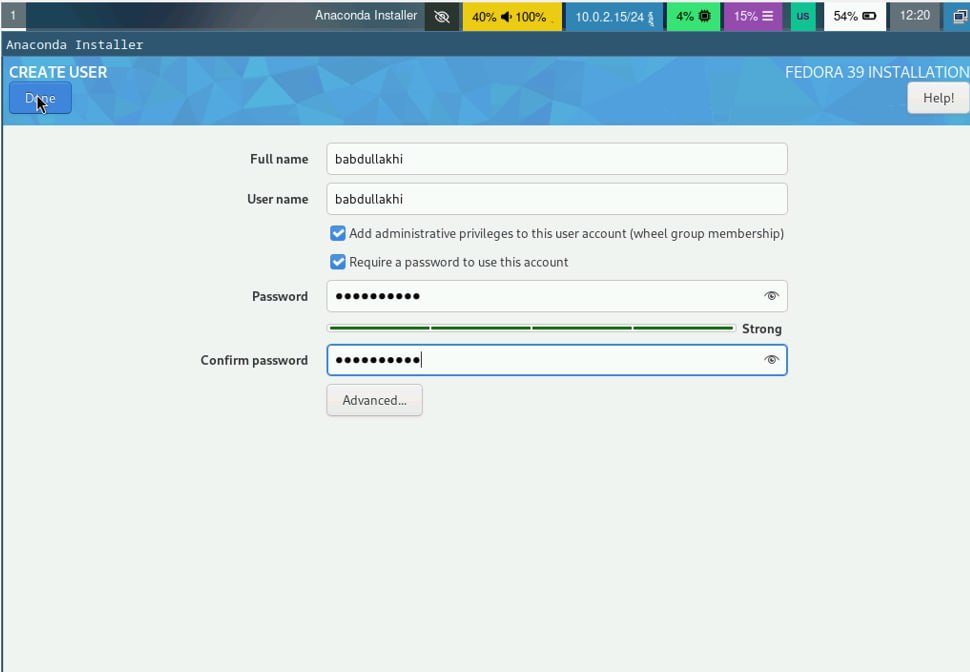 1 Anaconda Installer 40% 100% 10.0.2.15/24 4% 15% us 54% 12:20
Anaconda Installer
CREATE USER FEDORA 39 INSTALLATION
Done Help!
Full name babdullakhi
User name babdullakhi
Add administrative privileges to this user account (wheel group membership)
Require a password to use this account
Password ●●●●●●●●●●
Strong
Confirm password ●●●●●●●●●●
Advanced...